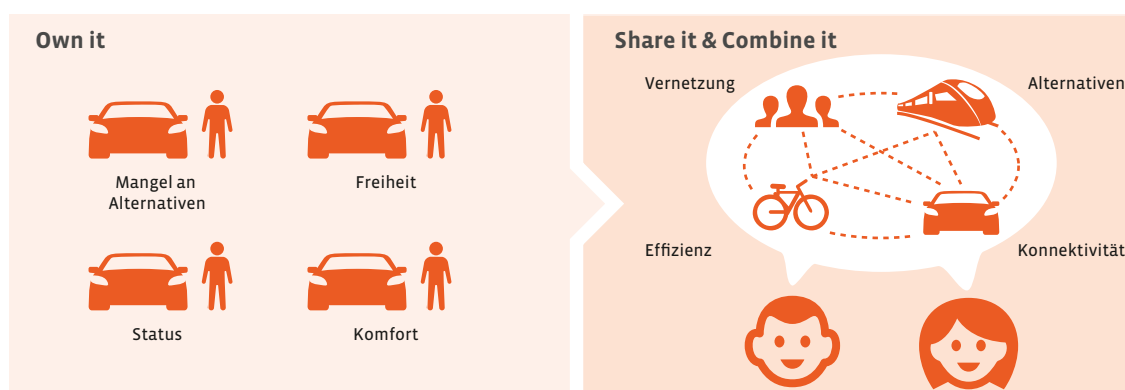 Own it
Mangel an
Alternativen
Freiheit
Status
Komfort
Share it & Combine it
Vernetzung
Alternativen
Effizienz
Konnektivität